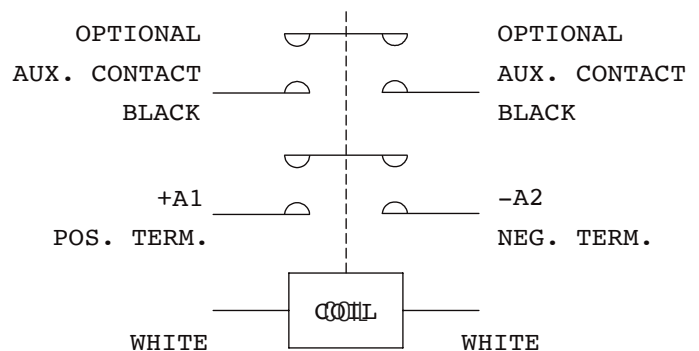 OPTIONAL
AUX. CONTACT
BLACK
OPTIONAL
AUX. CONTACT
BLACK
+A1
POS. TERM.
-A2
NEG. TERM.
COIL
WHITE
WHITE